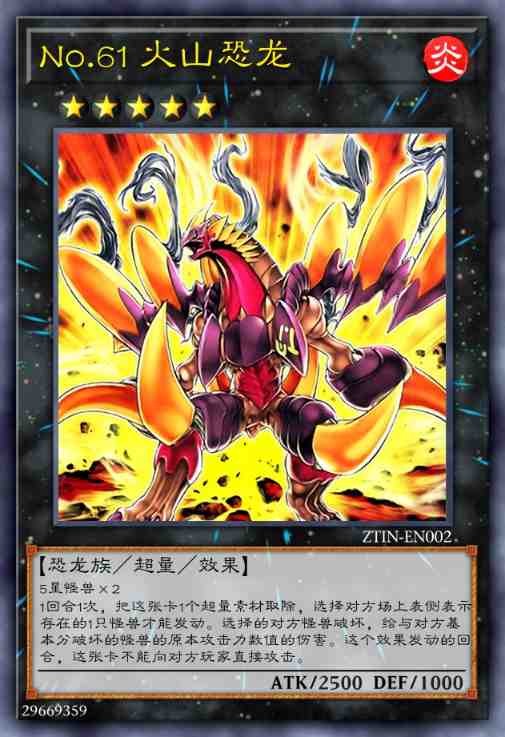 No.61 火山恐龙
炎
61
ZTIN-EN002
【恐龙族／超量／效果】
5星怪兽×2
1回合1次，把这张卡1个超量素材取除，选择对方场上表侧表示
存在的1只怪兽才能发动。选择的对方怪兽破坏，给与对方基
本分破坏的怪兽的原本攻击力数值的伤害。这个效果发动的回
合，这张卡不能向对方玩家直接攻击。
ATK/2500 DEF/1000
29669359